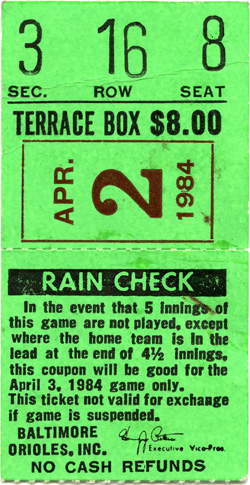 3 16 8
SEC. ROW SEAT
TERRACE BOX $8.00
APR. 2 1984
RAIN CHECK
In the event that 5 innings of
this game are not played, except
where the home team is in the
lead at the end of 4½ innings,
this coupon will be good for the
April 3, 1984 game only.
This ticket not valid for exchange
if game is suspended.
BALTIMORE
ORIOLES, INC.
Executive Vice-Pres.
NO CASH REFUNDS